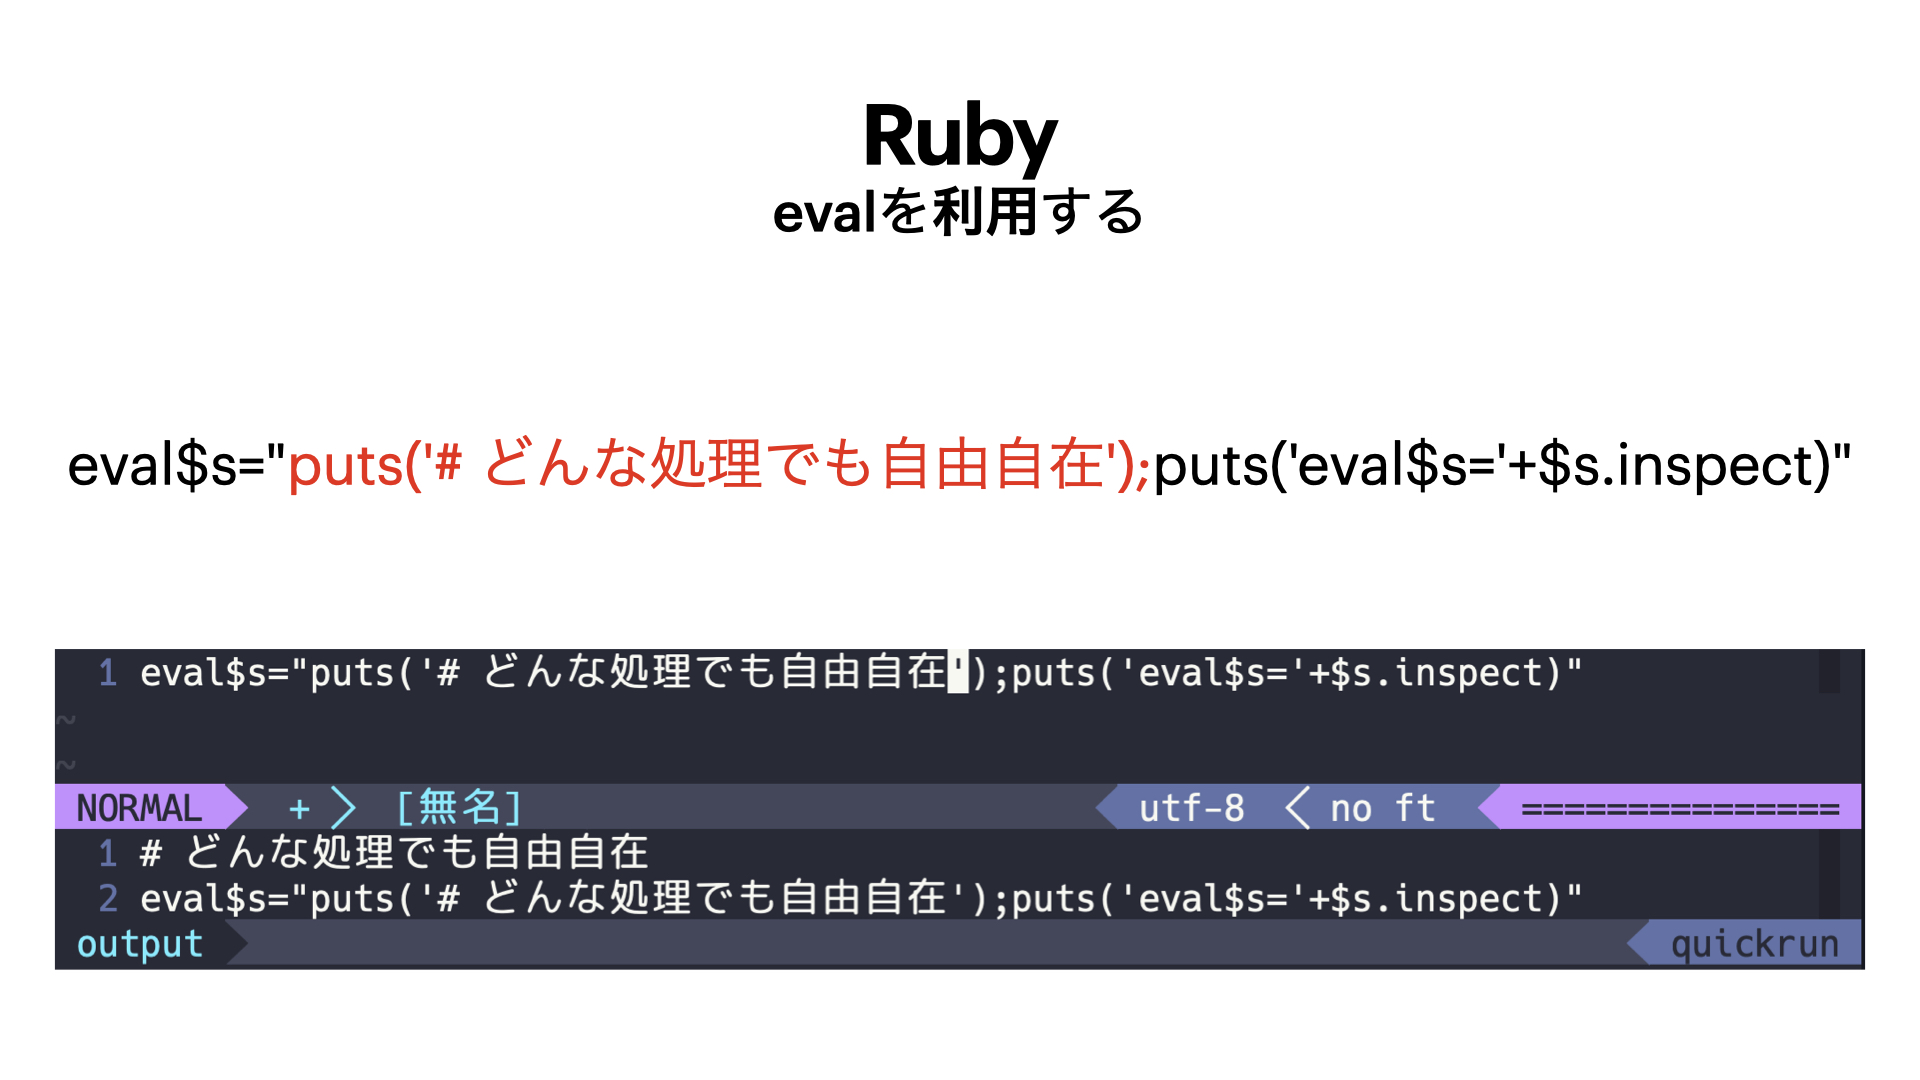 Ruby
evalを利用する
eval$s="puts('# どんな処理でも自由自在');puts('eval$s='+$s.inspect)"
1 eval$s="puts('# どんな処理でも自由自在');puts('eval$s='+$s.inspect)"
~
~
NORMAL + > [無名] utf-8 < no ft ===============
1 # どんな処理でも自由自在
2 eval$s="puts('# どんな処理でも自由自在');puts('eval$s='+$s.inspect)"
output quickrun